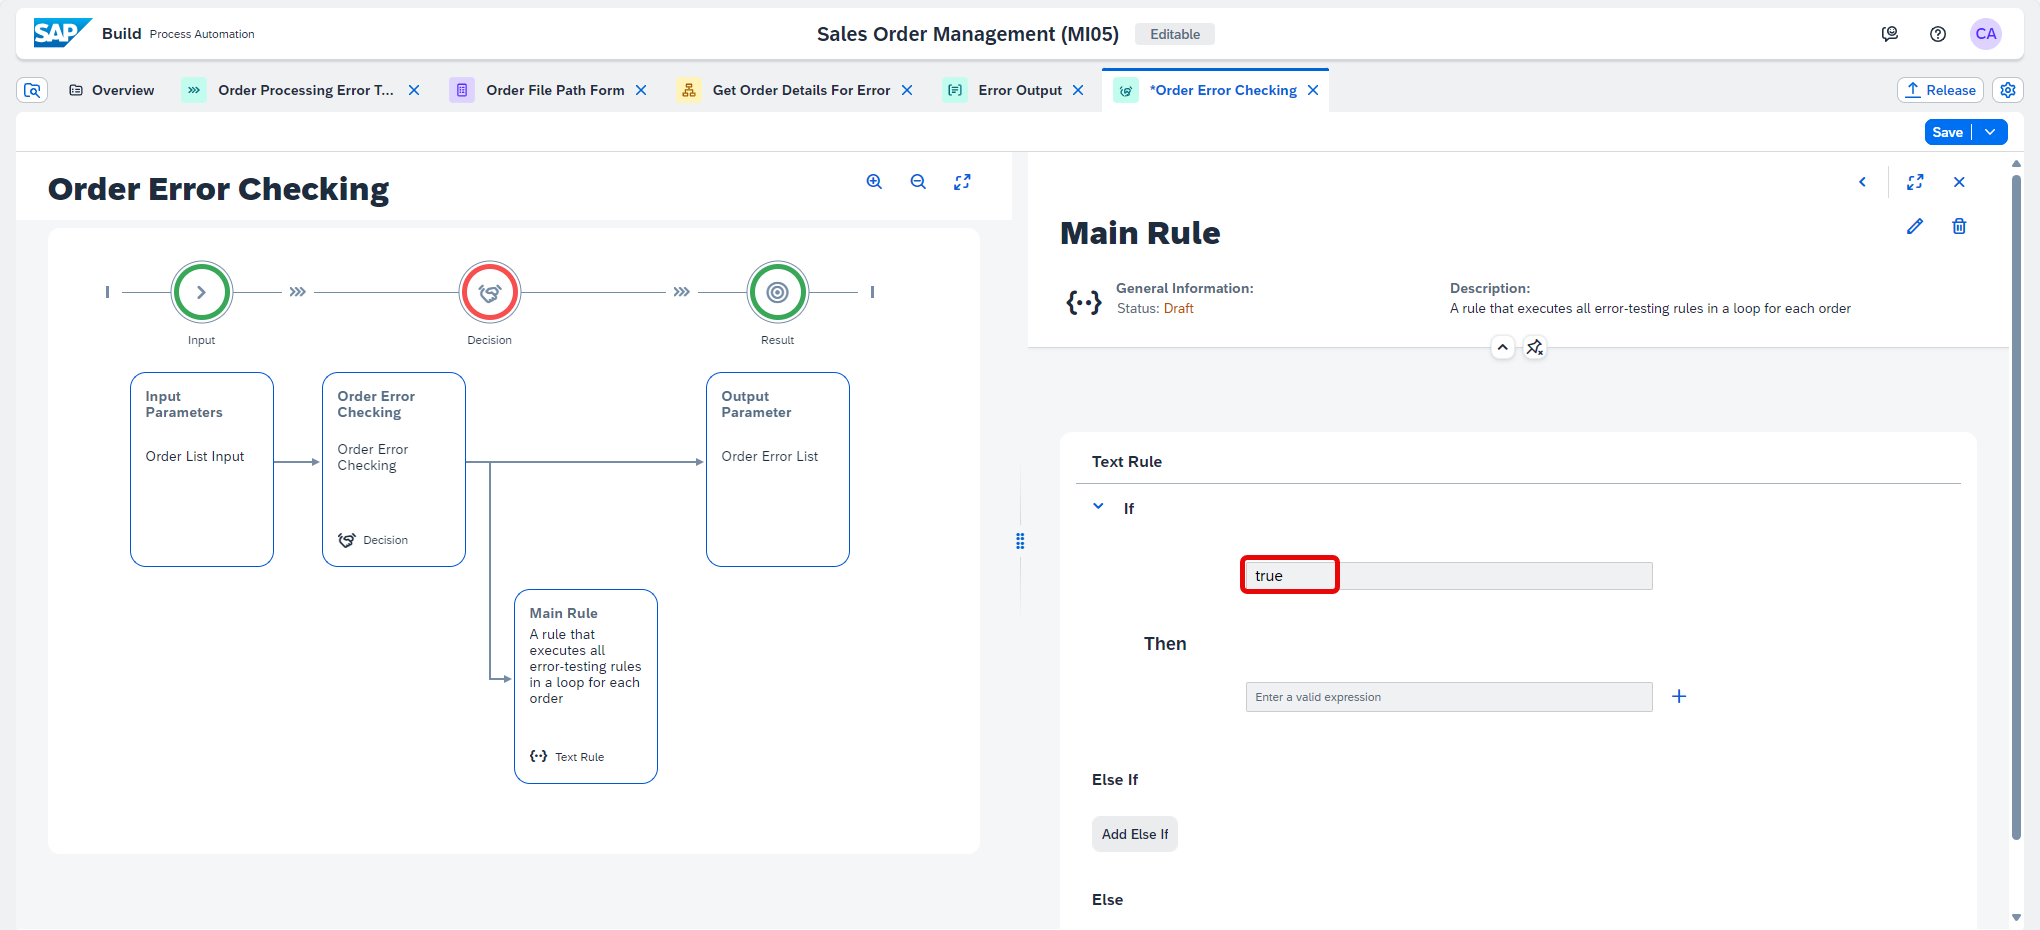 SAP Build Process Automation
Sales Order Management (MI05) Editable
CA
Overview
Order Processing Error T...
Order File Path Form
Get Order Details For Error
Error Output
*Order Error Checking
Release
Save
Order Error Checking
Input
Decision
Result
Input
Parameters
Order List Input
Order Error
Checking
Order Error
Checking
Decision
Output
Parameter
Order Error List
Main Rule
A rule that
executes all
error-testing rules
in a loop for each
order
Text Rule
Main Rule
General Information:
Status: Draft
Description:
A rule that executes all error-testing rules in a loop for each order
Text Rule
If
true
Then
Enter a valid expression
Else If
Add Else If
Else